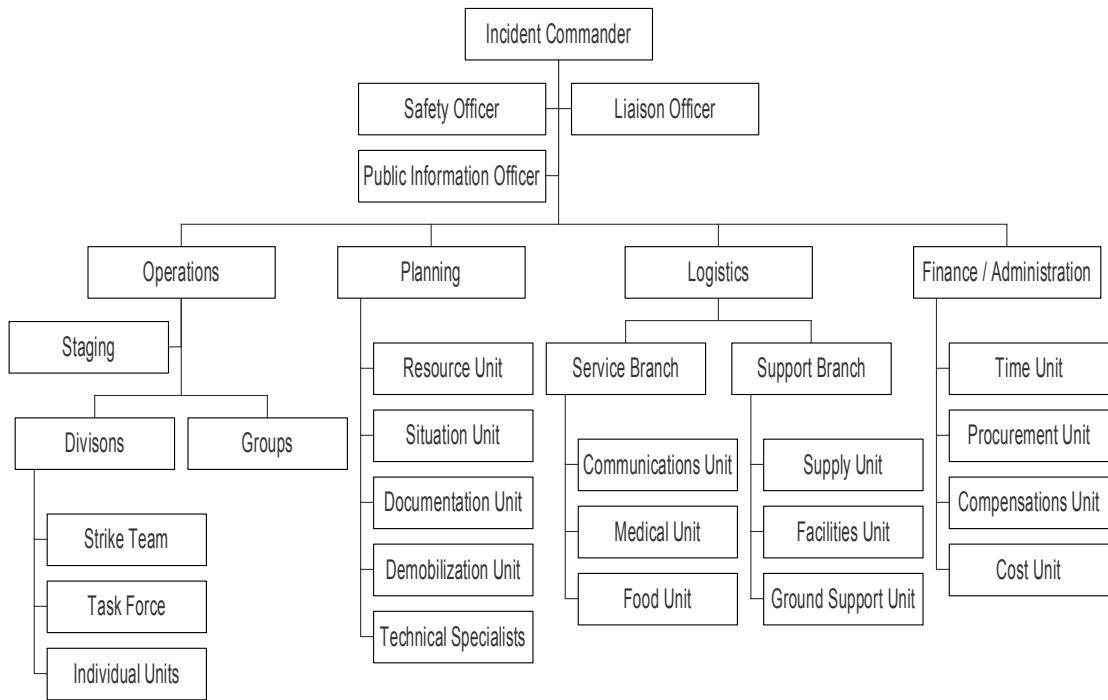 Incident Commander
Safety Officer
Liaison Officer
Public Information Officer
Operations
Planning
Logistics
Finance / Administration
Staging
Divisons
Groups
Strike Team
Task Force
Individual Units
Resource Unit
Situation Unit
Documentation Unit
Demobilization Unit
Technical Specialists
Service Branch
Support Branch
Communications Unit
Medical Unit
Food Unit
Supply Unit
Facilities Unit
Ground Support Unit
Time Unit
Procurement Unit
Compensations Unit
Cost Unit